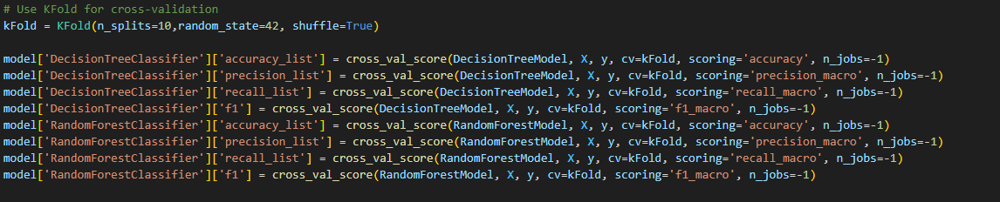 # Use KFold for cross-validation
kFold = KFold(n_splits=10,random_state=42, shuffle=True)
model['DecisionTreeClassifier']['accuracy_list'] = cross_val_score(DecisionTreeModel, X, y, cv=kFold, scoring='accuracy', n_jobs=-1)
model['DecisionTreeClassifier']['precision_list'] = cross_val_score(DecisionTreeModel, X, y, cv=kFold, scoring='precision_macro', n_jobs=-1)
model['DecisionTreeClassifier']['recall_list'] = cross_val_score(DecisionTreeModel, X, y, cv=kFold, scoring='recall_macro', n_jobs=-1)
model['DecisionTreeClassifier']['f1'] = cross_val_score(DecisionTreeModel, X, y, cv=kFold, scoring='f1_macro', n_jobs=-1)
model['RandomForestClassifier']['accuracy_list'] = cross_val_score(RandomForestModel, X, y, cv=kFold, scoring='accuracy', n_jobs=-1)
model['RandomForestClassifier']['precision_list'] = cross_val_score(RandomForestModel, X, y, cv=kFold, scoring='precision_macro', n_jobs=-1)
model['RandomForestClassifier']['recall_list'] = cross_val_score(RandomForestModel, X, y, cv=kFold, scoring='recall_macro', n_jobs=-1)
model['RandomForestClassifier']['f1'] = cross_val_score(RandomForestModel, X, y, cv=kFold, scoring='f1_macro', n_jobs=-1)